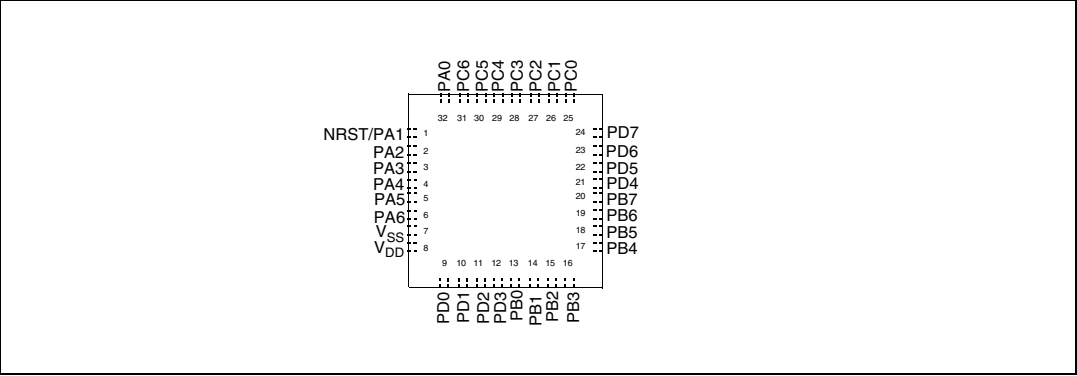 PA0 PC6 PC5 PC4 PC3 PC2 PC1 PC0
32 31 30 29 28 27 26 25
NRST/PA1 1 24 PD7
PA2 2 23 PD6
PA3 3 22 PD5
PA4 4 21 PD4
PA5 5 20 PB7
PA6 6 19 PB6
VSS 7 18 PB5
VDD 8 17 PB4
9 10 11 12 13 14 15 16
PD0 PD1 PD2 PD3 PB0 PB1 PB2 PB3